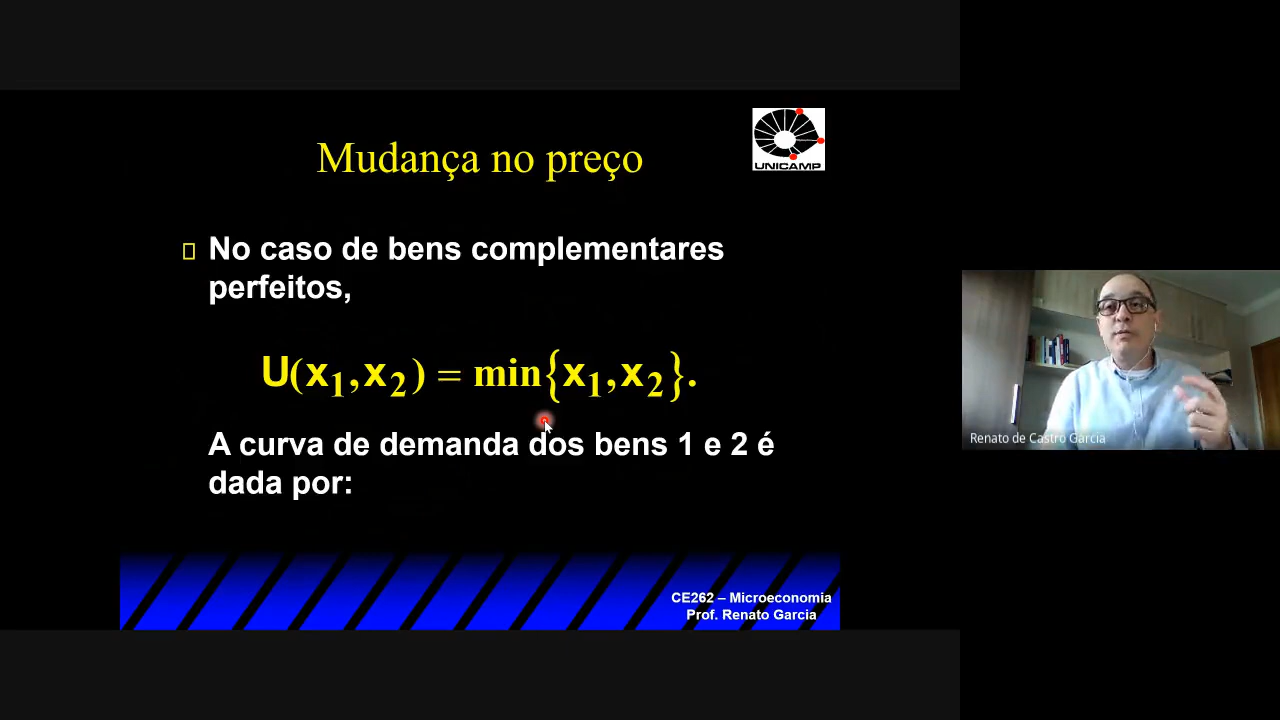 Mudança no preço
UNICAMP
No caso de bens complementares
perfeitos,
U(x₁,x₂) = min{x₁,x₂}.
A curva de demanda dos bens 1 e 2 é
dada por:
CE262 – Microeconomia
Prof. Renato Garcia
Renato de Castro Garcia